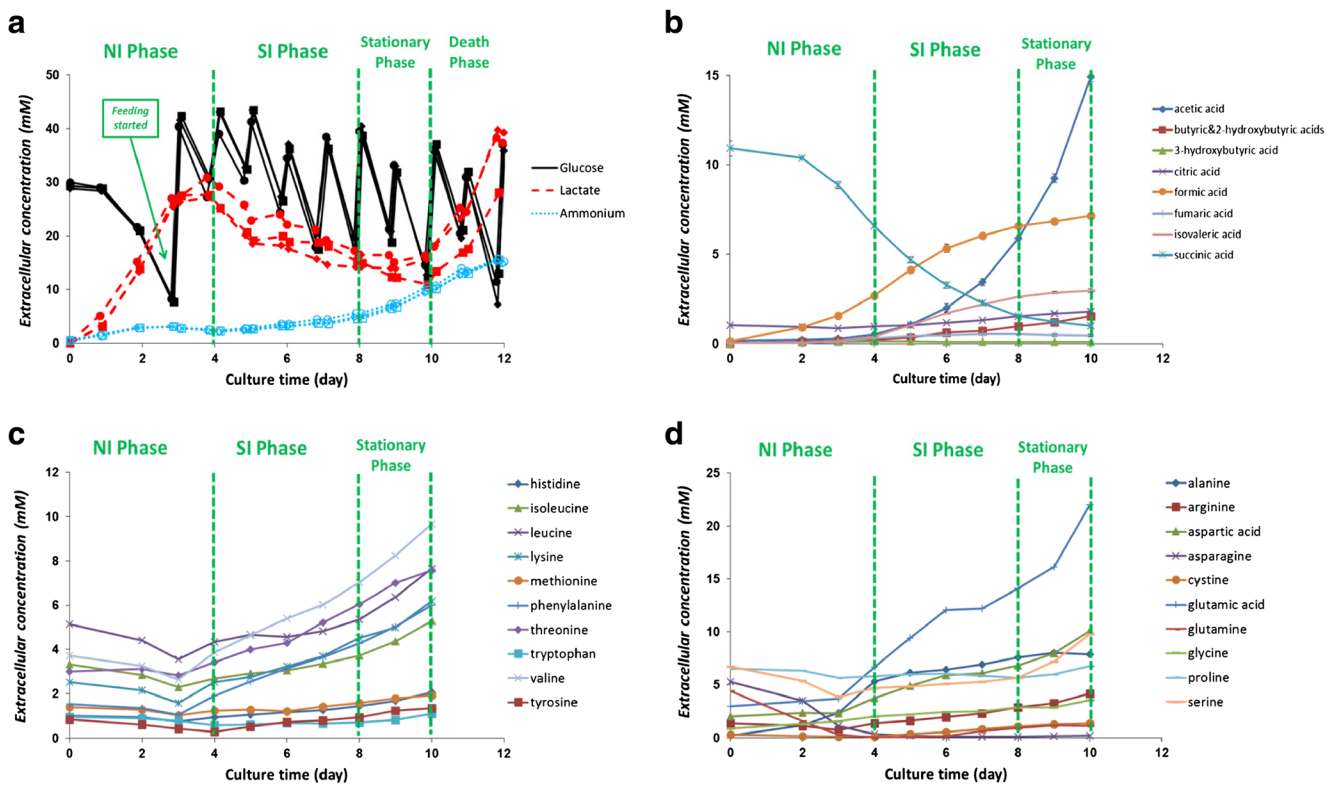 a
NI Phase
SI Phase
Stationary
Phase
Death
Phase
Feeding
started
50
40
30
20
10
0
0
2
4
6
8
10
12
Extracellular concentration (mM)
Culture time (day)
Glucose
Lactate
Ammonium
b
NI Phase
SI Phase
Stationary
Phase
15
10
5
0
0
2
4
6
8
10
12
Extracellular concentration (mM)
Culture time (day)
acetic acid
butyric&2-hydroxybutyric acids
3-hydroxybutyric acid
citric acid
formic acid
fumaric acid
isovaleric acid
succinic acid
c
NI Phase
SI Phase
Stationary
Phase
12
10
8
6
4
2
0
0
2
4
6
8
10
12
Extracellular concentration (mM)
Culture time (day)
histidine
isoleucine
leucine
lysine
methionine
phenylalanine
threonine
tryptophan
valine
tyrosine
d
NI Phase
SI Phase
Stationary
Phase
25
20
15
10
5
0
0
2
4
6
8
10
12
Extracellular concentration (mM)
Culture time (day)
alanine
arginine
aspartic acid
asparagine
cystine
glutamic acid
glutamine
glycine
proline
serine